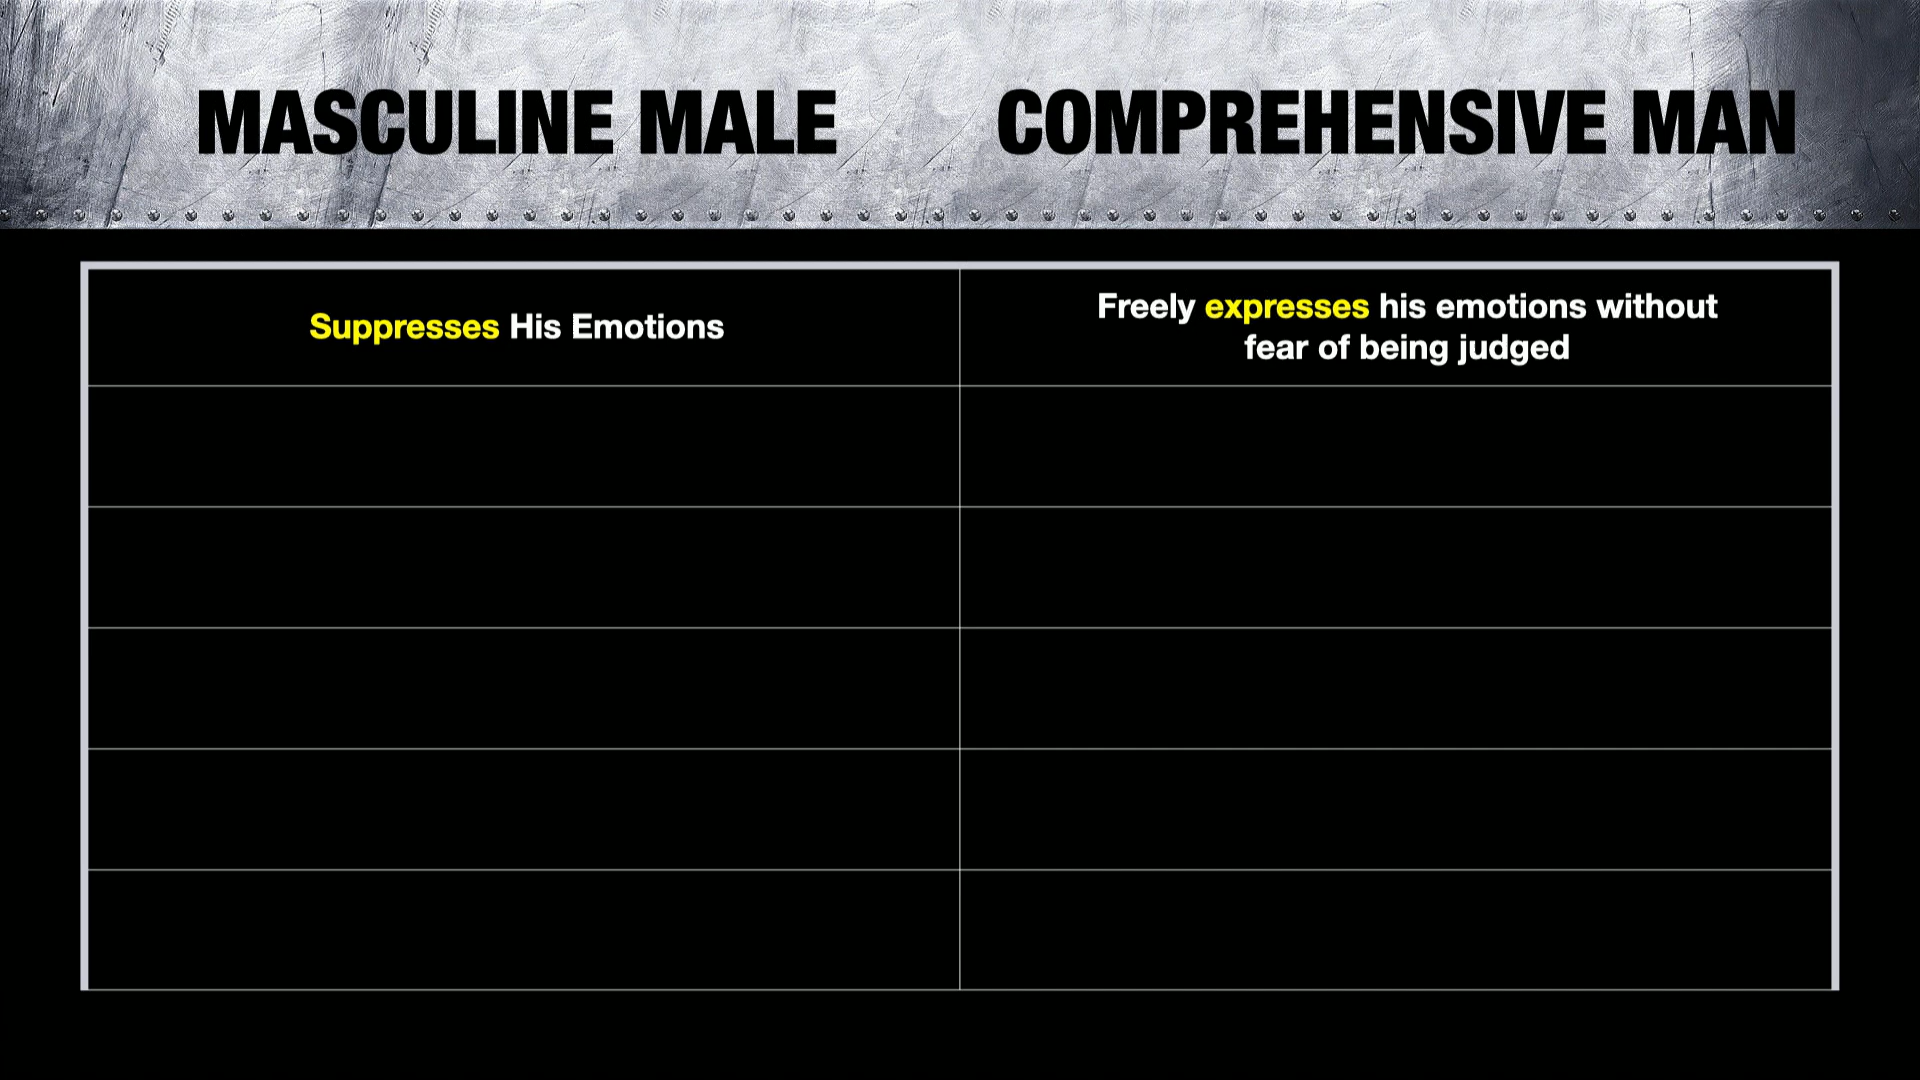 MASCULINE MALE
COMPREHENSIVE MAN
Suppresses His Emotions
Freely expresses his emotions without
fear of being judged